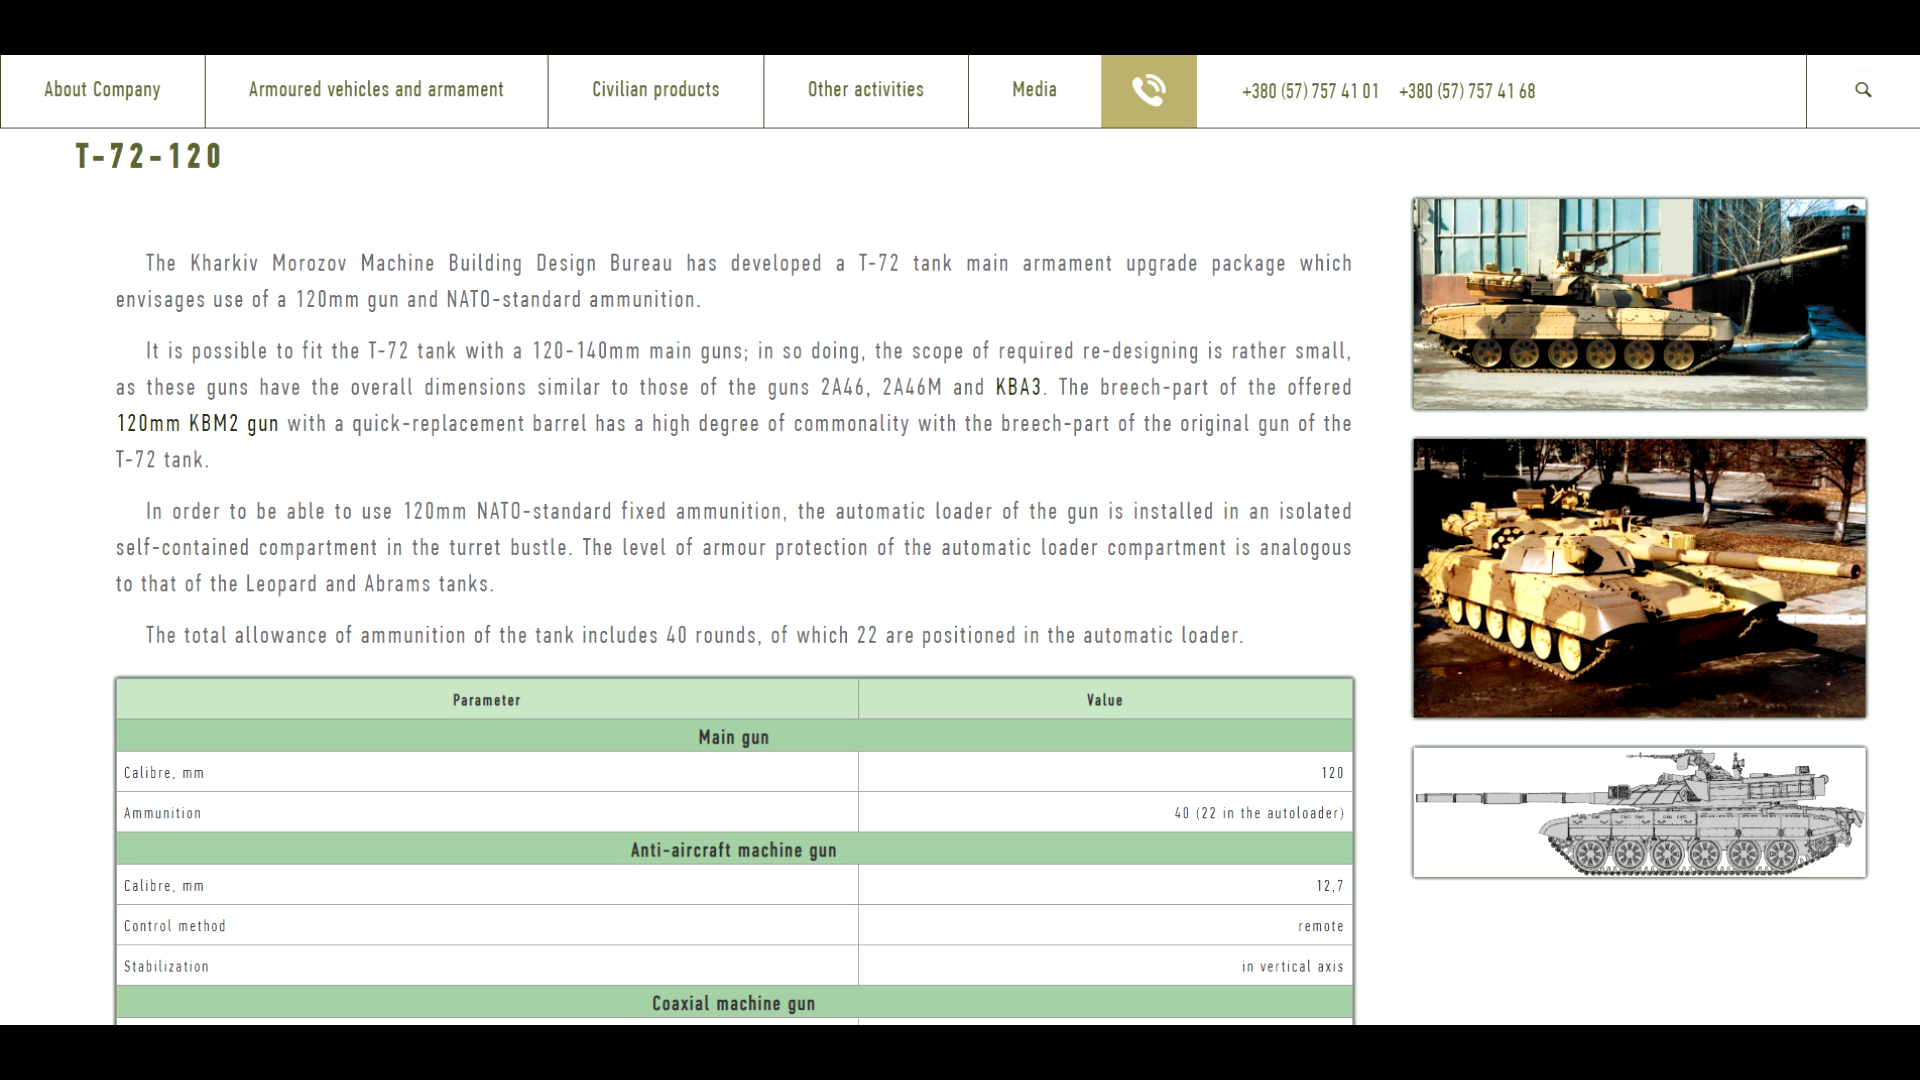 About Company
Armoured vehicles and armament
Civilian products
Other activities
Media
+380 (57) 757 41 01
+380 (57) 757 41 68
T-72-120
The Kharkiv Morozov Machine Building Design Bureau has developed a T-72 tank main armament upgrade package which
envisages use of a 120mm gun and NATO-standard ammunition.
It is possible to fit the T-72 tank with a 120-140mm main guns; in so doing, the scope of required re-designing is rather small,
as these guns have the overall dimensions similar to those of the guns 2A46, 2A46M and KBA3. The breech-part of the offered
120mm KBM2 gun with a quick-replacement barrel has a high degree of commonality with the breech-part of the original gun of the
T-72 tank.
In order to be able to use 120mm NATO-standard fixed ammunition, the automatic loader of the gun is installed in an isolated
self-contained compartment in the turret bustle. The level of armour protection of the automatic loader compartment is analogous
to that of the Leopard and Abrams tanks.
The total allowance of ammunition of the tank includes 40 rounds, of which 22 are positioned in the automatic loader.
Parameter Value
Main gun
Calibre, mm 120
Ammunition 40 (22 in the autoloader)
Anti-aircraft machine gun
Calibre, mm 12,7
Control method remote
Stabilization in vertical axis
Coaxial machine gun